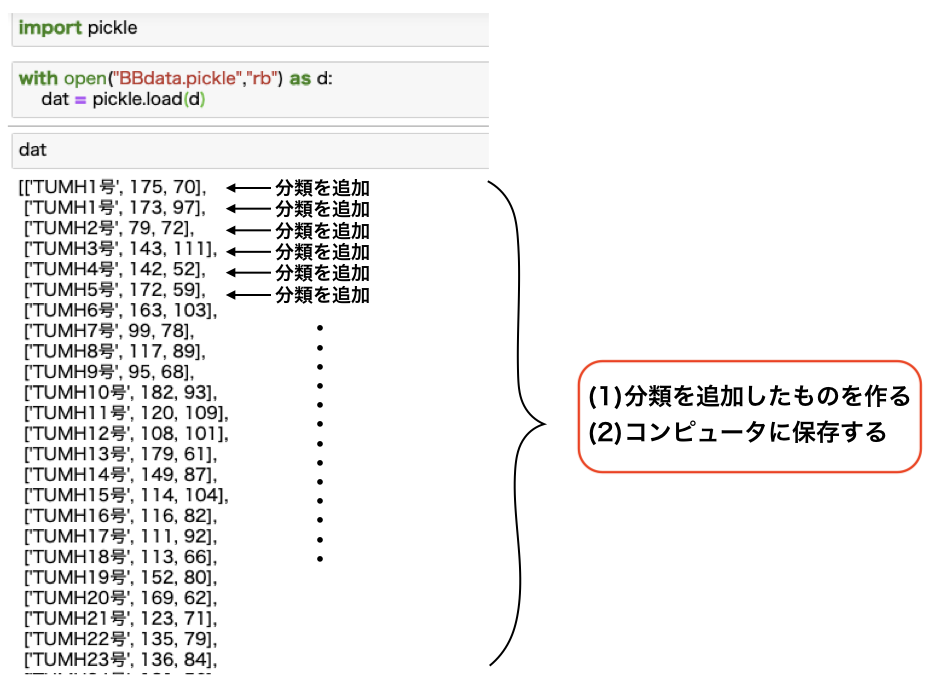 import pickle
with open("BBdata.pickle","rb") as d:
dat = pickle.load(d)
dat
[['TUMH1号', 175, 70], 分類を追加
['TUMH1号', 173, 97], 分類を追加
['TUMH2号', 79, 72], 分類を追加
['TUMH3号', 143, 111], 分類を追加
['TUMH4号', 142, 52], 分類を追加
['TUMH5号', 172, 59], 分類を追加
['TUMH6号', 163, 103],
['TUMH7号', 99, 78],
['TUMH8号', 117, 89],
['TUMH9号', 95, 68],
['TUMH10号', 182, 93],
['TUMH11号', 120, 109],
['TUMH12号', 108, 101],
['TUMH13号', 179, 61],
['TUMH14号', 149, 87],
['TUMH15号', 114, 104],
['TUMH16号', 116, 82],
['TUMH17号', 111, 92],
['TUMH18号', 113, 66],
['TUMH19号', 152, 80],
['TUMH20号', 169, 62],
['TUMH21号', 123, 71],
['TUMH22号', 135, 79],
['TUMH23号', 136, 84],
(1)分類を追加したものを作る
(2)コンピュータに保存する